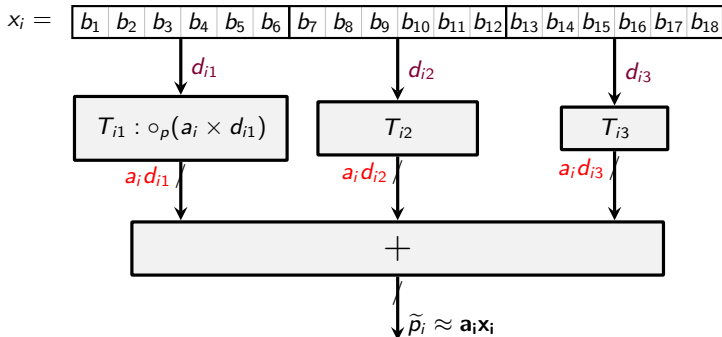 x_i = b_1 b_2 b_3 b_4 b_5 b_6 b_7 b_8 b_9 b_10 b_11 b_12 b_13 b_14 b_15 b_16 b_17 b_18
d_i1 d_i2 d_i3
T_i1 : ∘_p(a_i × d_i1) T_i2 T_i3
a_i d_i1 a_i d_i2 a_i d_i3
+
p̃_i ≈ a_i x_i